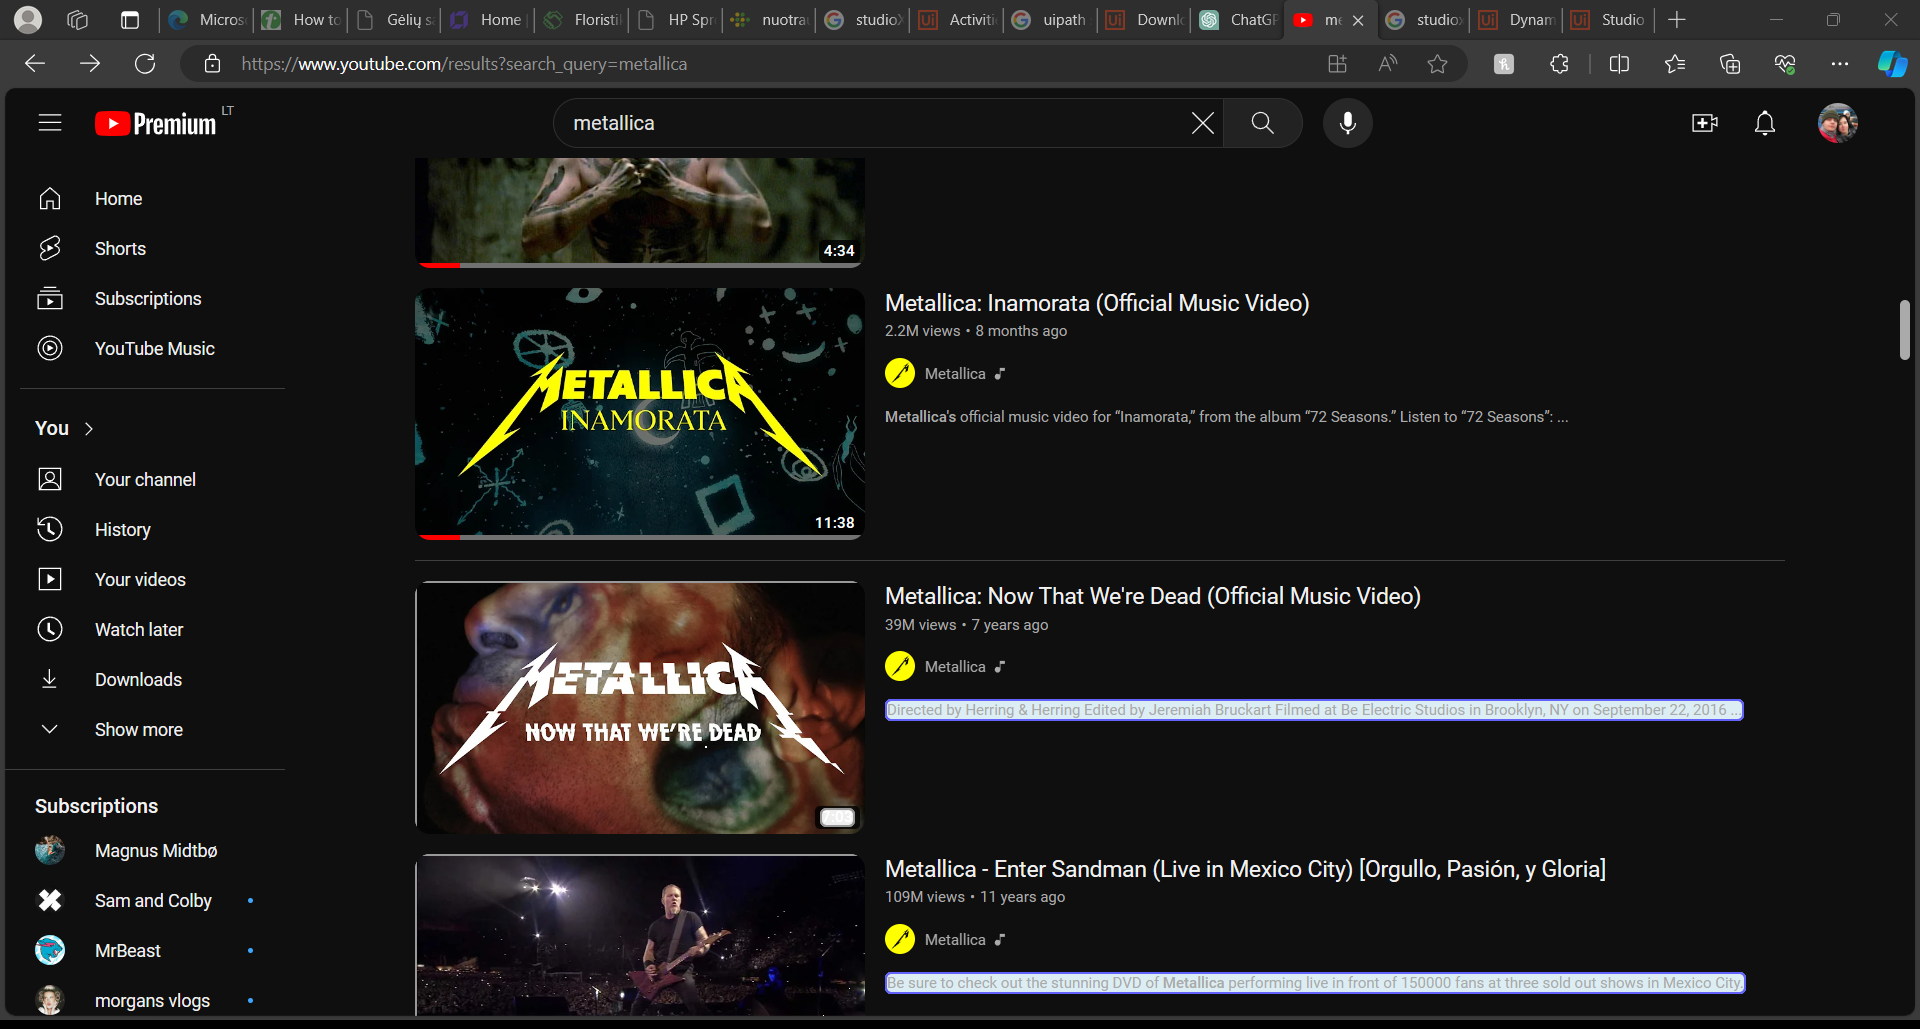 Micros
How to
Gėlių s
Home
Floristi
HP Spr
nuotrau
studioX
Activiti
uipath
Downl
ChatGP
me
studio
Dynam
Studio
https://www.youtube.com/results?search_query=metallica
Premium LT
metallica
Home
Shorts
Subscriptions
YouTube Music
You
Your channel
History
Your videos
Watch later
Downloads
Show more
Subscriptions
Magnus Midtbø
Sam and Colby
MrBeast
morgans vlogs
4:34
METALLICA
INAMORATA
11:38
Metallica: Inamorata (Official Music Video)
2.2M views • 8 months ago
Metallica
Metallica's official music video for “Inamorata,” from the album “72 Seasons.” Listen to “72 Seasons”: ...
METALLICA
NOW THAT WE'RE DEAD
Metallica: Now That We're Dead (Official Music Video)
39M views • 7 years ago
Metallica
Directed by Herring & Herring Edited by Jeremiah Bruckart Filmed at Be Electric Studios in Brooklyn, NY on September 22, 2016 ...
Metallica - Enter Sandman (Live in Mexico City) [Orgullo, Pasión, y Gloria]
109M views • 11 years ago
Metallica
Be sure to check out the stunning DVD of Metallica performing live in front of 150000 fans at three sold out shows in Mexico City.